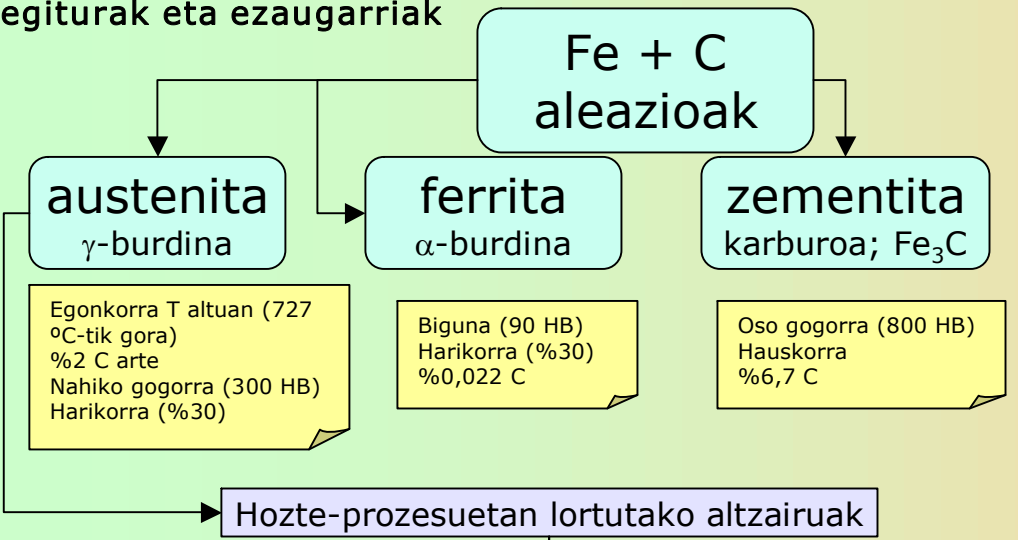 egiturak eta ezaugarriak
Fe + C
aleazioak
austenita
γ-burdina
ferrita
α-burdina
zementita
karburoa; Fe₃C
Egonkorra T altuan (727
ºC-tik gora)
%2 C arte
Nahiko gogorra (300 HB)
Harikorra (%30)
Biguna (90 HB)
Harikorra (%30)
%0,022 C
Oso gogorra (800 HB)
Hauskorra
%6,7 C
Hozte-prozesuetan lortutako altzairuak